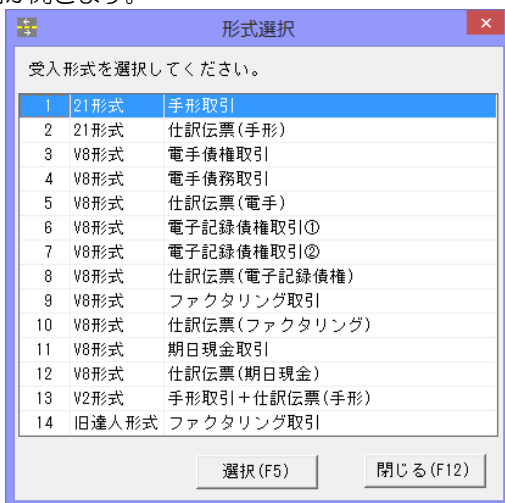 形式選択
受入形式を選択してください。
1 21形式 手形取引
2 21形式 仕訳伝票(手形)
3 V8形式 電手債権取引
4 V8形式 電手債務取引
5 V8形式 仕訳伝票(電手)
6 V8形式 電子記録債権取引①
7 V8形式 電子記録債権取引②
8 V8形式 仕訳伝票(電子記録債権)
9 V8形式 ファクタリング取引
10 V8形式 仕訳伝票(ファクタリング)
11 V8形式 期日現金取引
12 V8形式 仕訳伝票(期日現金)
13 V2形式 手形取引+仕訳伝票(手形)
14 旧達人形式 ファクタリング取引
選択(F5) 閉じる(F12)